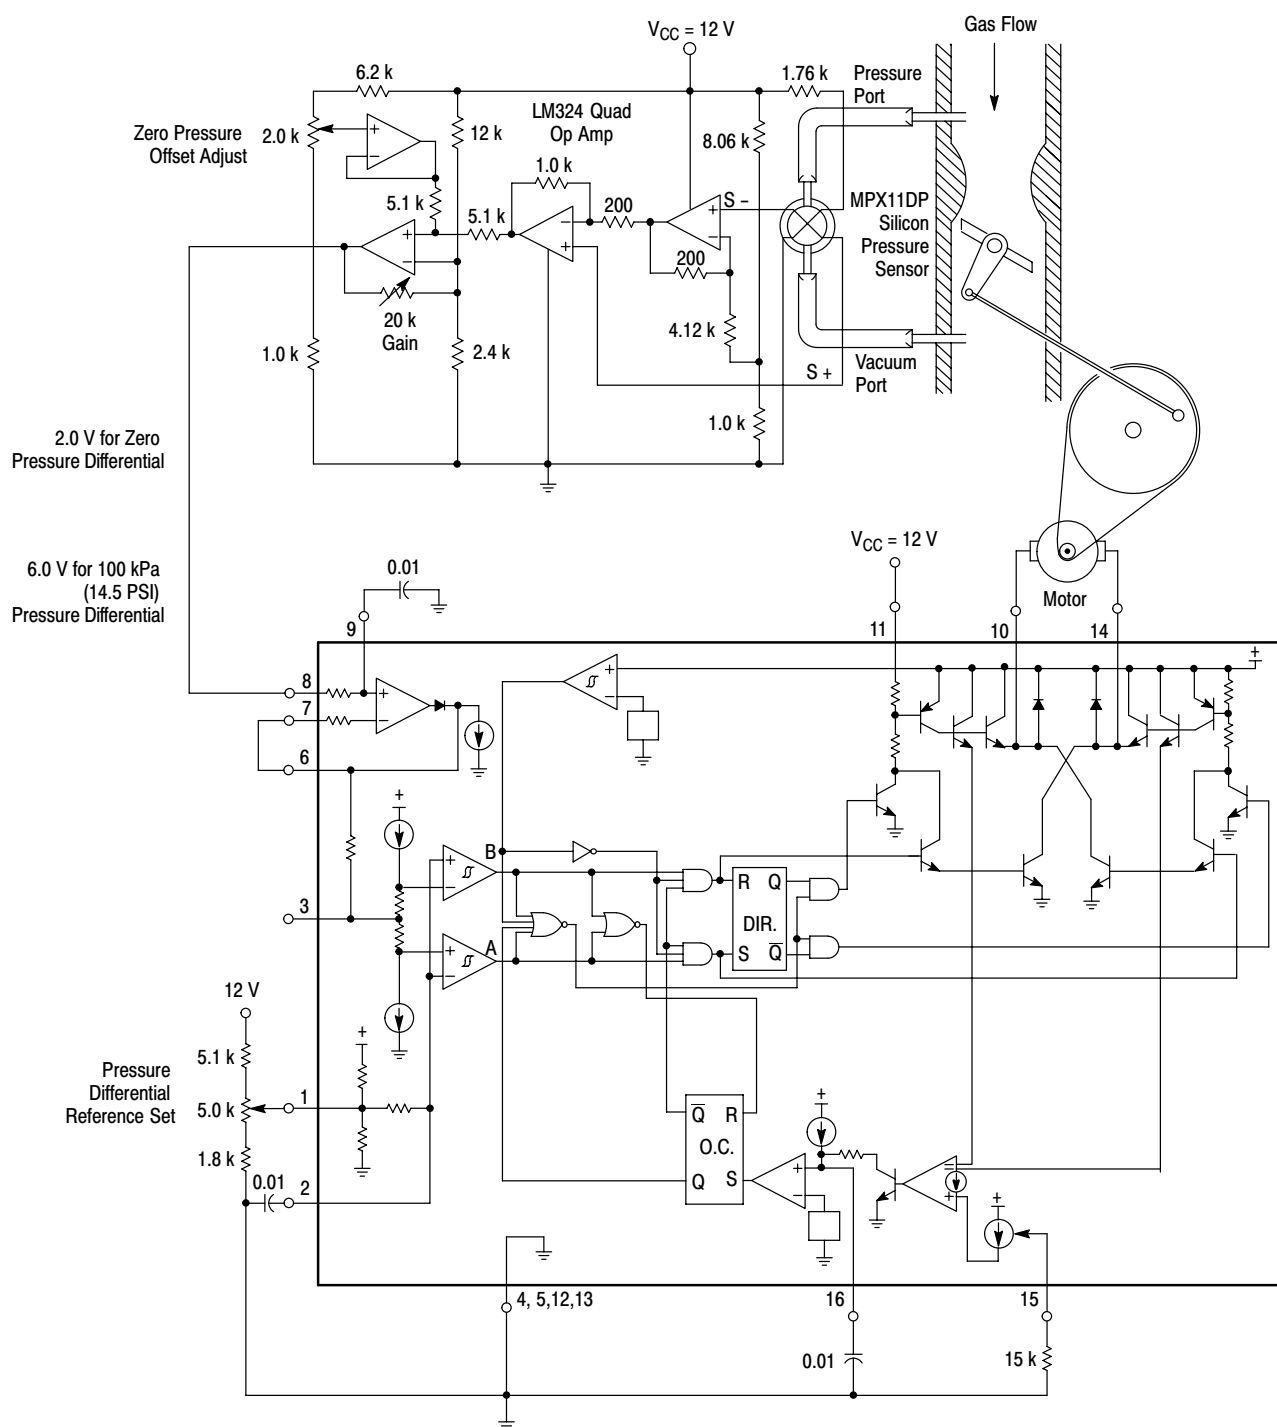 Gas Flow
VCC = 12 V
6.2 k
1.76 k
Pressure
Port
LM324 Quad
Op Amp
Zero Pressure
Offset Adjust
2.0 k
+
−
12 k
8.06 k
1.0 k
5.1 k
5.1 k
200
S −
MPX11DP
Silicon
Pressure
Sensor
+
−
−
+
+
−
200
20 k
Gain
4.12 k
1.0 k
2.4 k
S +
Vacuum
Port
1.0 k
2.0 V for Zero
Pressure Differential
VCC = 12 V
6.0 V for 100 kPa
(14.5 PSI)
Pressure Differential
0.01
Motor
9
11
10
14
+
8
+
+
−
7
−
6
+
B
+
−
R
Q
3
DIR.
A
+
−
S
Q
12 V
+
5.1 k
Pressure
Differential
Reference Set
5.0 k
1
Q
R
+
O.C.
1.8 k
Q
S
+
−
=
+
+
0.01
2
4, 5,12,13
16
15
0.01
15 k